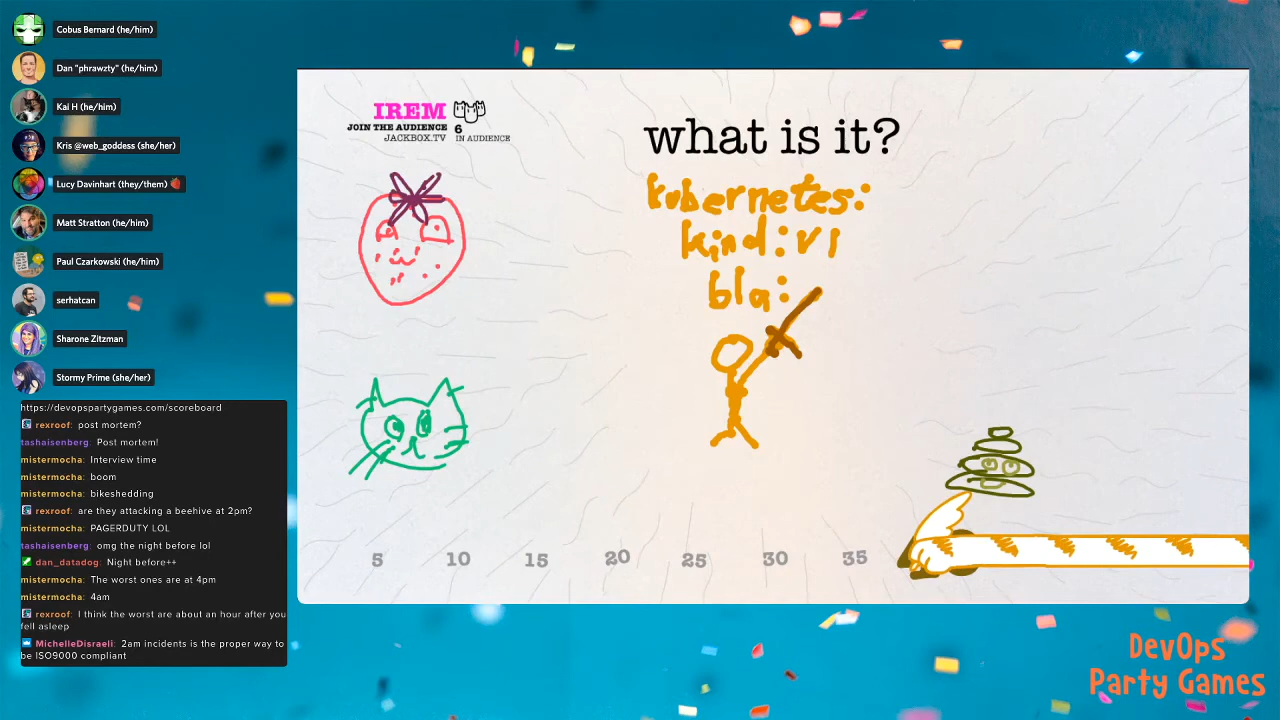 Cobus Bernard (he/him)
Dan "phrawzty" (he/him)
Kai H (he/him)
Kris @web_goddess (she/her)
Lucy Davinhart (they/them) 🍓
Matt Stratton (he/him)
Paul Czarkowski (he/him)
serhatcan
Sharone Zitzman
Stormy Prime (she/her)
https://devopspartygames.com/scoreboard
rexroof: post mortem?
tashaisenberg: Post mortem!
mistermocha: Interview time
mistermocha: boom
mistermocha: bikeshedding
rexroof: are they attacking a beehive at 2pm?
mistermocha: PAGERDUTY LOL
tashaisenberg: omg the night before lol
dan_datadog: Night before++
mistermocha: The worst ones are at 4pm
mistermocha: 4am
rexroof: I think the worst are about an hour after you
fell asleep
MichelleDisraeli: 2am incidents is the proper way to
be ISO9000 compliant
IREM
JOIN THE AUDIENCE
JACKBOX.TV
6
IN AUDIENCE
what is it?
kubernetes:
kind: v1
bla:
5 10 15 20 25 30 35
DevOps
Party Games